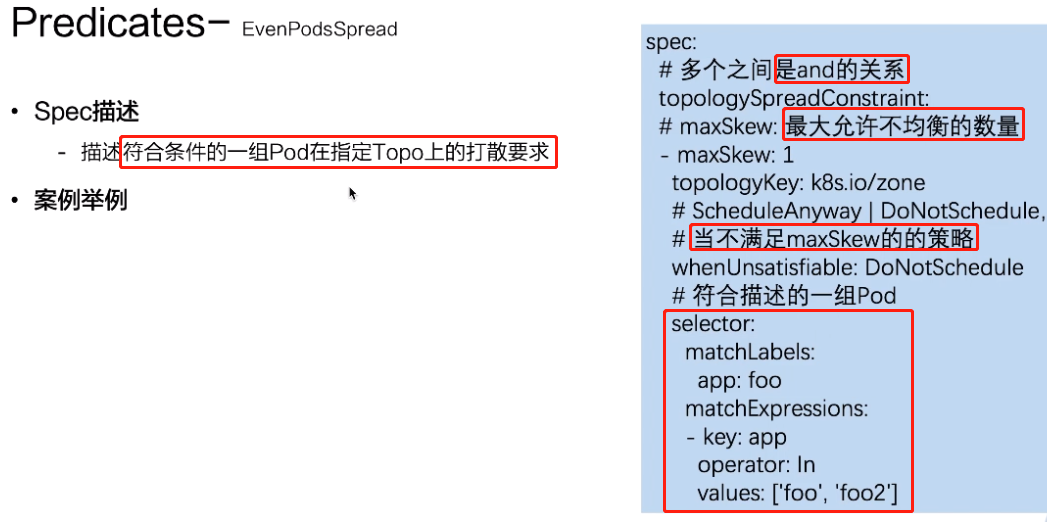 Predicates- EvenPodsSpread
• Spec描述
- 描述符合条件的一组Pod在指定Topo上的打散要求
• 案例举例
spec:
# 多个之间是and的关系
topologySpreadConstraint:
# maxSkew: 最大允许不均衡的数量
- maxSkew: 1
topologyKey: k8s.io/zone
# ScheduleAnyway | DoNotSchedule,
# 当不满足maxSkew的的策略
whenUnsatisfiable: DoNotSchedule
# 符合描述的一组Pod
selector:
matchLabels:
app: foo
matchExpressions:
- key: app
operator: In
values: ['foo', 'foo2']